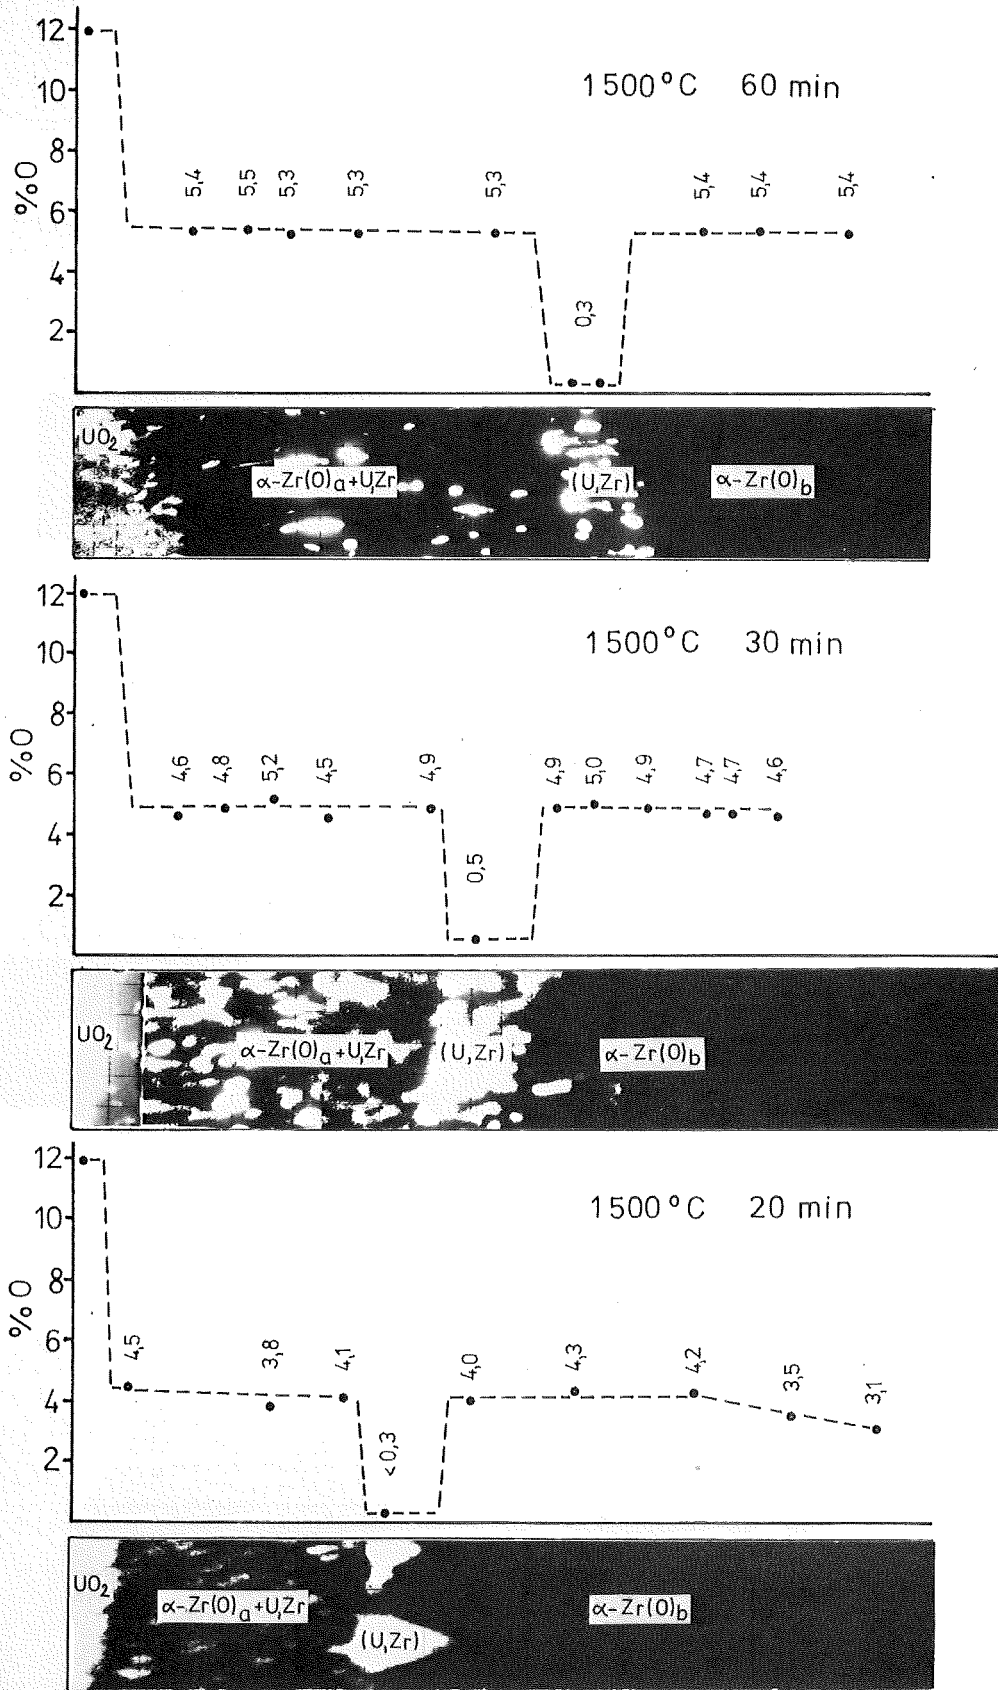 1500°C 60 min
%O
12
10
8
6
4
2
5,4
5,5
5,3
5,3
5,3
0,3
5,4
5,4
5,4
UO₂
α-Zr(O)a+U,Zr
(U,Zr)
α-Zr(O)b
1500°C 30 min
%O
12
10
8
6
4
2
4,6
4,8
5,2
4,5
4,9
0,5
4,9
5,0
4,9
4,7
4,7
4,6
UO₂
α-Zr(O)a+U,Zr
(U,Zr)
α-Zr(O)b
1500°C 20 min
%O
12
10
8
6
4
2
4,5
3,8
4,1
<0,3
4,0
4,3
4,2
3,5
3,1
UO₂
α-Zr(O)a+U,Zr
(U,Zr)
α-Zr(O)b